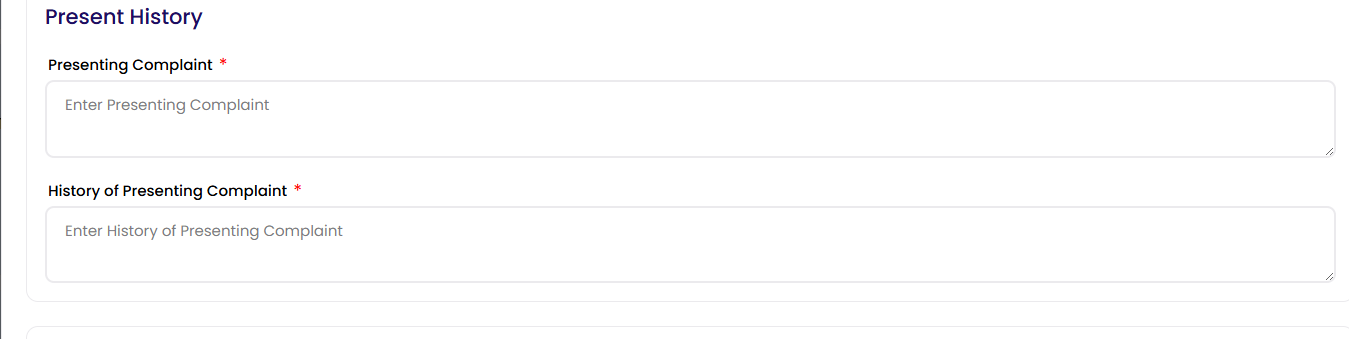 Present History
Presenting Complaint *
Enter Presenting Complaint
History of Presenting Complaint *
Enter History of Presenting Complaint